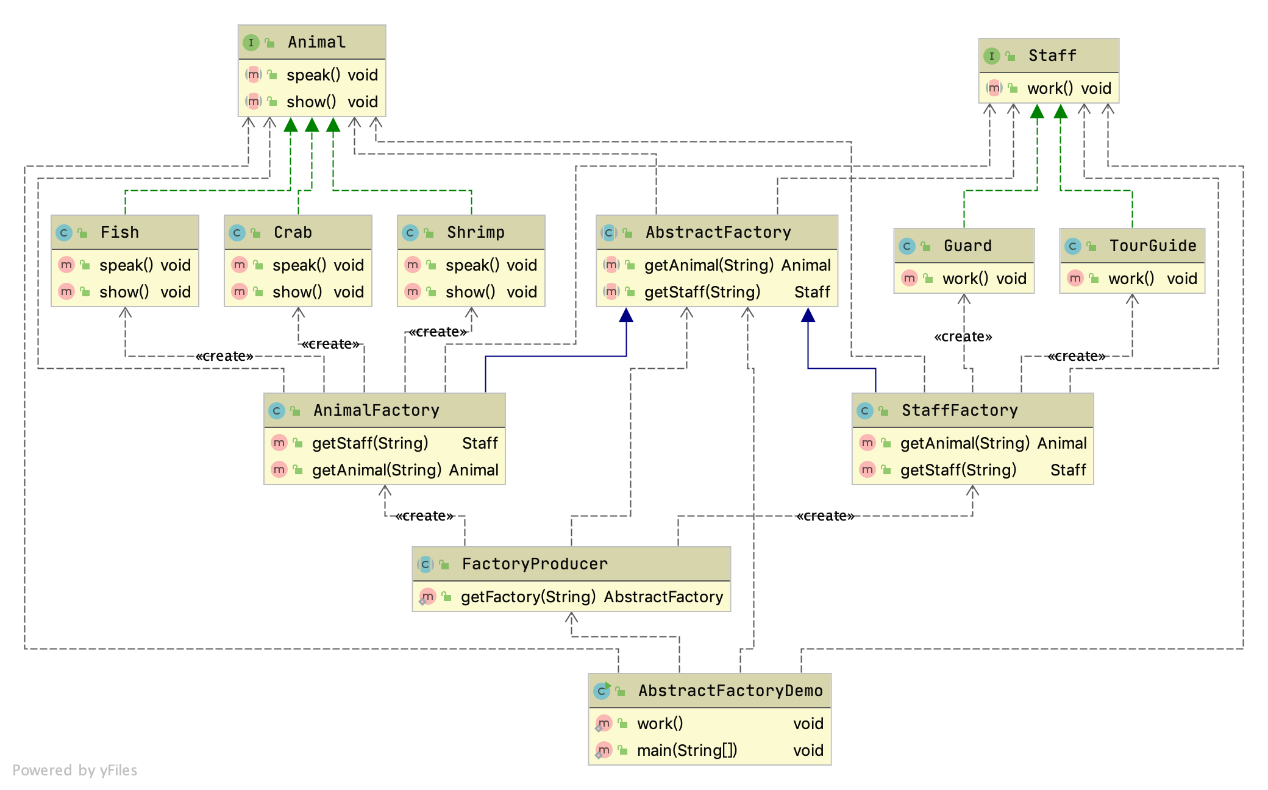 Animal
speak() void
show() void
Staff
work() void
Fish
speak() void
show() void
Crab
speak() void
show() void
Shrimp
speak() void
show() void
AbstractFactory
getAnimal(String) Animal
getStaff(String) Staff
Guard
work() void
TourGuide
work() void
«create»
«create»
«create»
«create»
«create»
AnimalFactory
getStaff(String) Staff
getAnimal(String) Animal
StaffFactory
getAnimal(String) Animal
getStaff(String) Staff
«create»
«create»
FactoryProducer
getFactory(String) AbstractFactory
AbstractFactoryDemo
work() void
main(String[]) void
Powered by yFiles